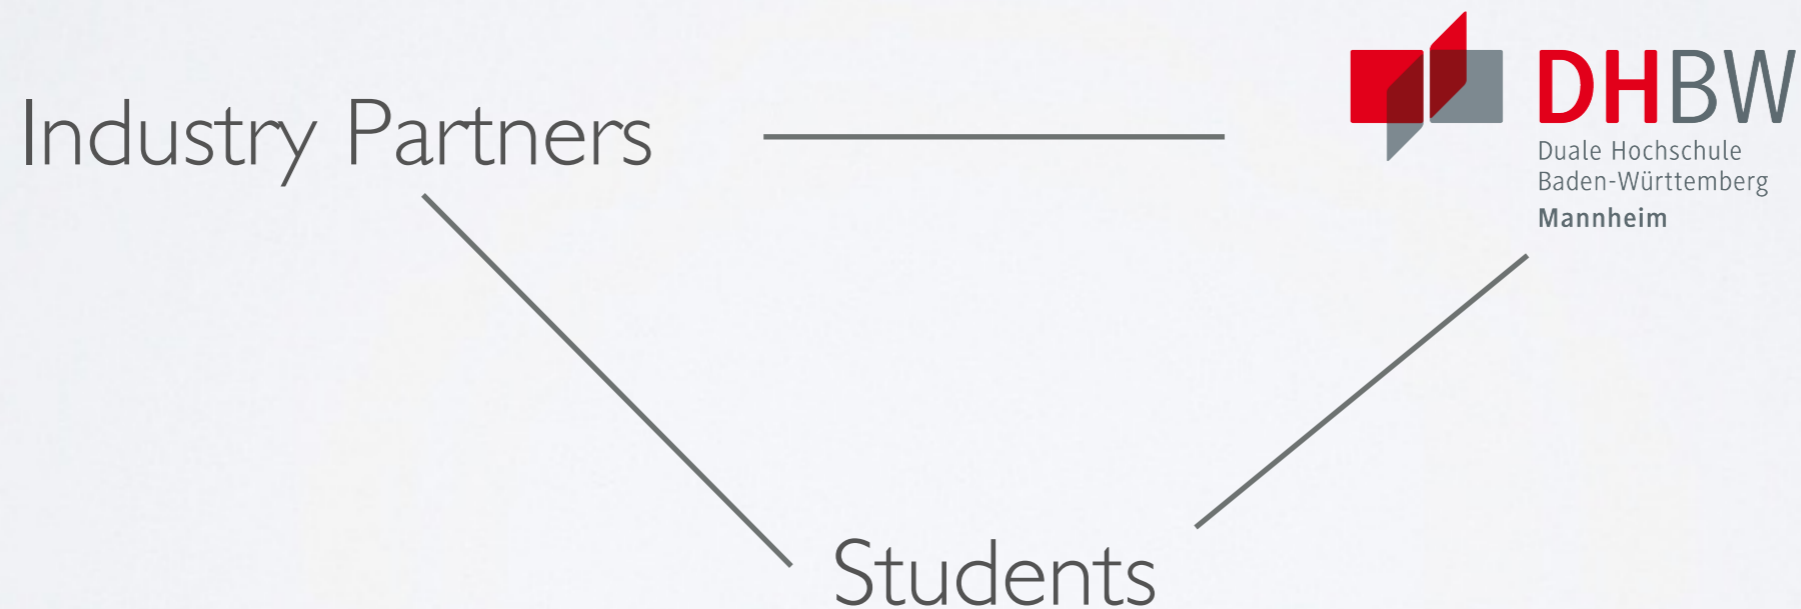 Industry Partners
DHBW
Duale Hochschule
Baden-Württemberg
Mannheim
Students